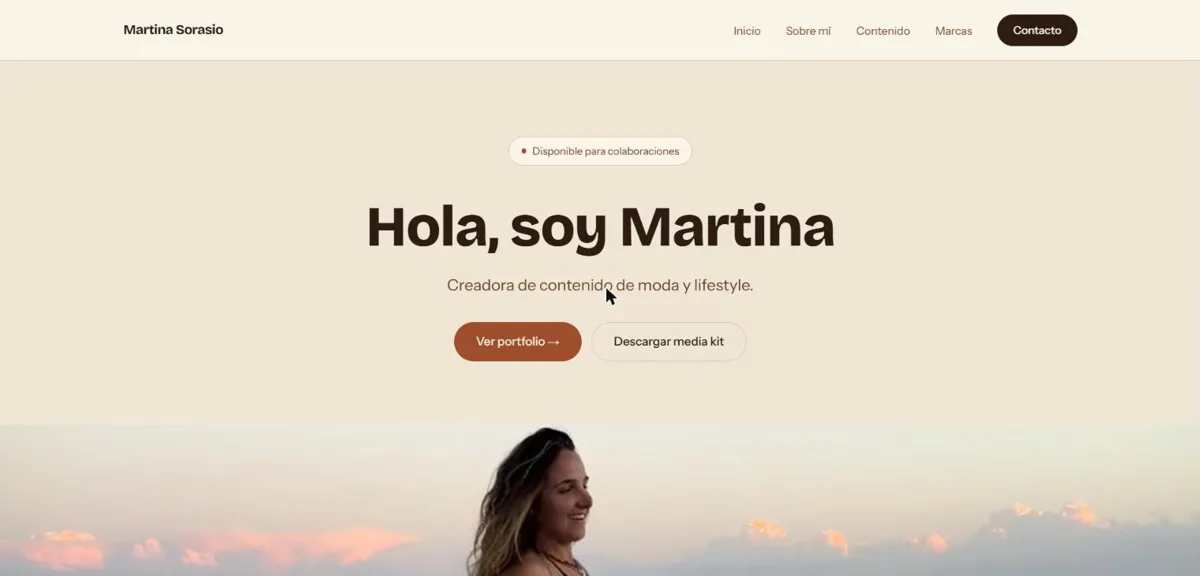 Martina Sorasio
Inicio
Sobre mí
Contenido
Marcas
Contacto
Disponible para colaboraciones
Hola, soy Martina
Creadora de contenido de moda y lifestyle.
Ver portfolio →
Descargar media kit